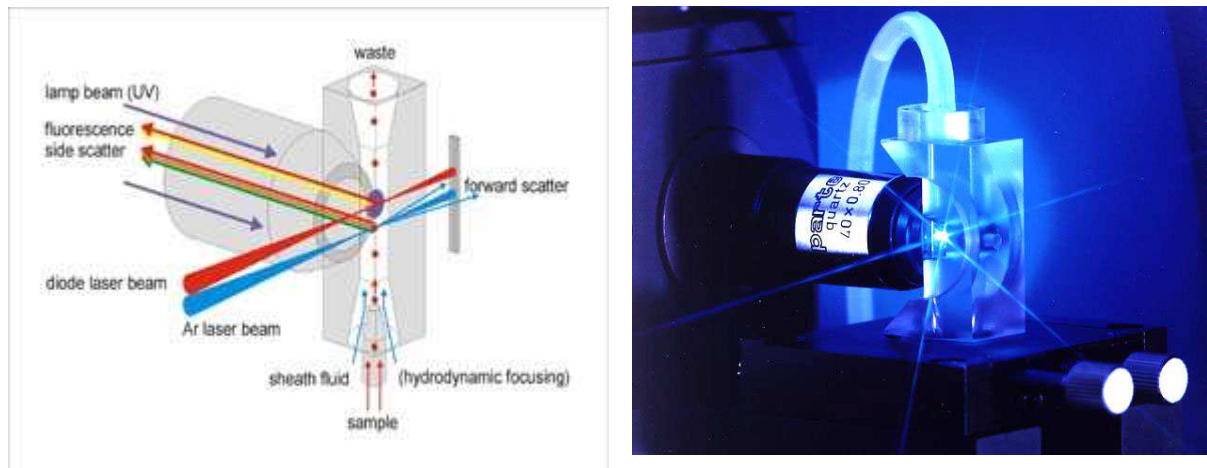 waste
lamp beam (UV)
fluorescence
side scatter
forward scatter
diode laser beam
Ar laser beam
sheath fluid
(hydrodynamic focusing)
sample
partec
quartz
40 x 0.80